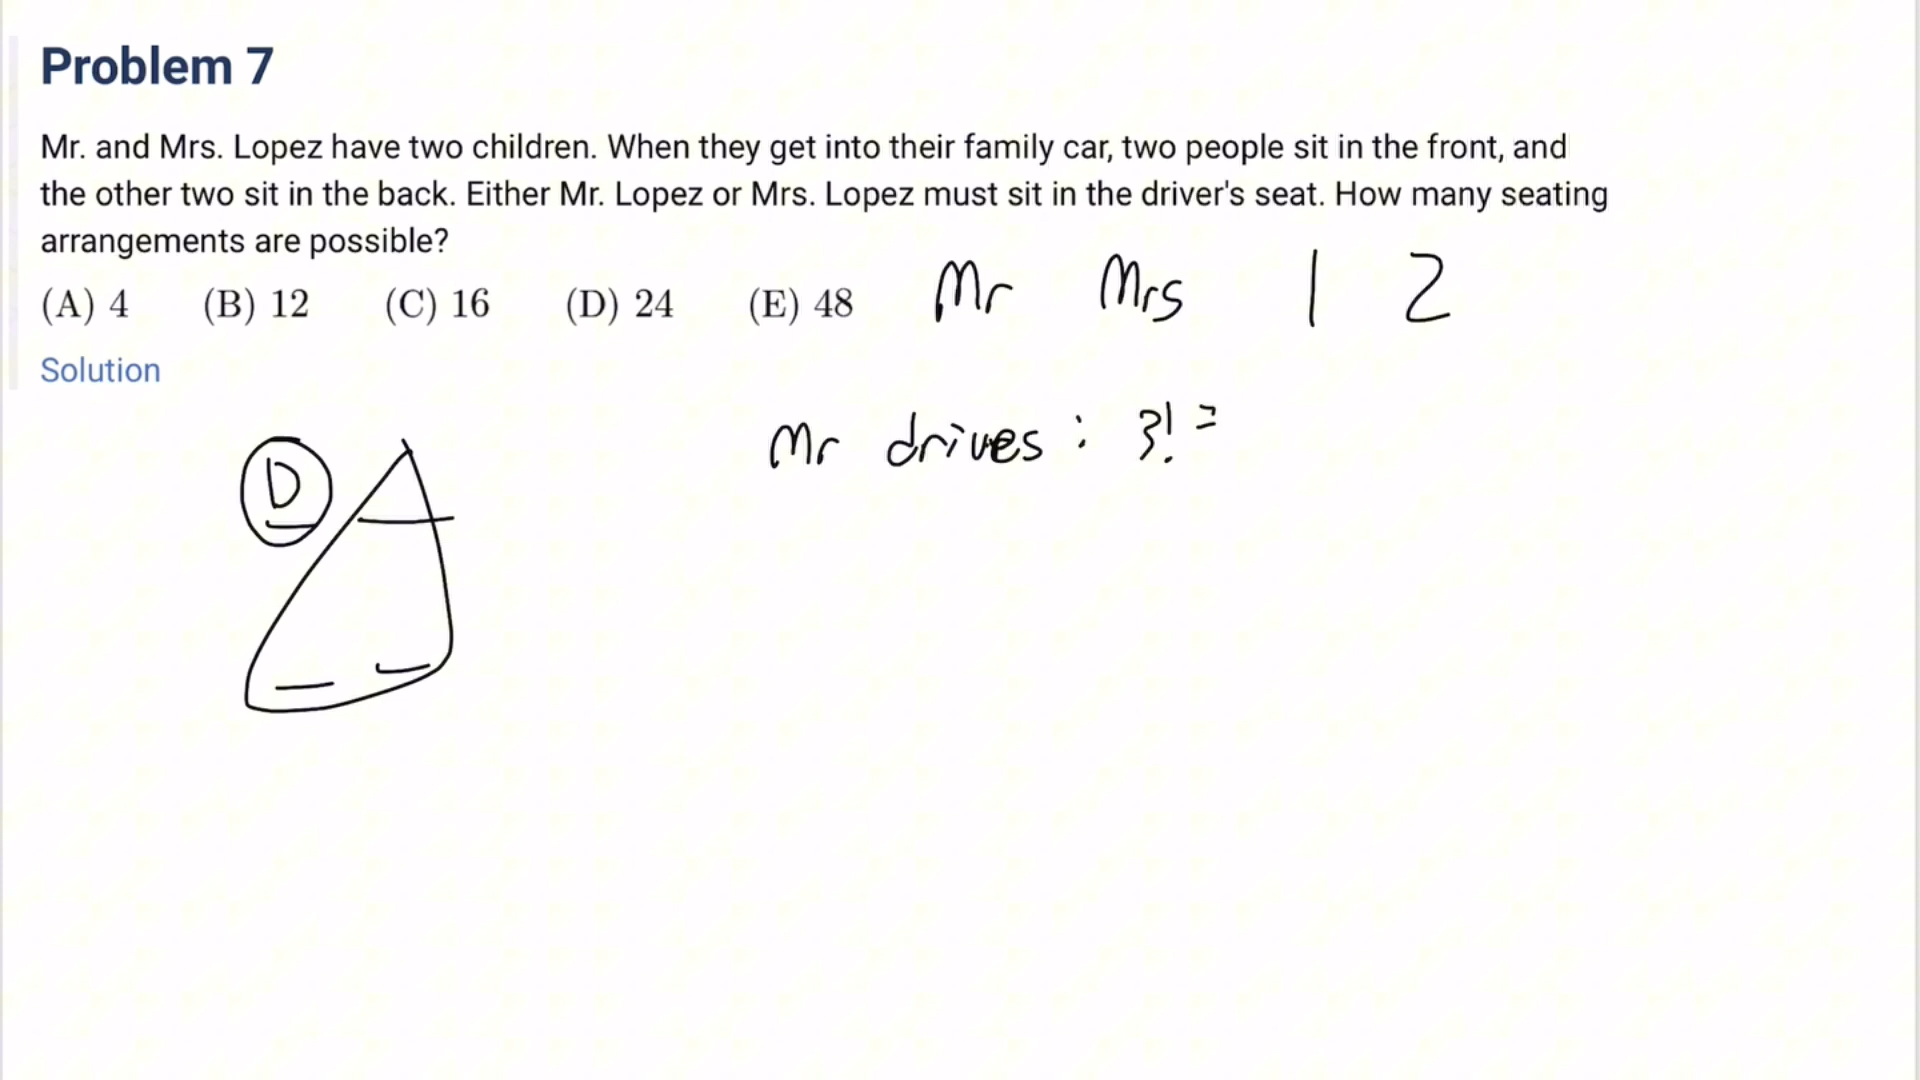 Problem 7
Mr. and Mrs. Lopez have two children. When they get into their family car, two people sit in the front, and
the other two sit in the back. Either Mr. Lopez or Mrs. Lopez must sit in the driver's seat. How many seating
arrangements are possible?
(A) 4 (B) 12 (C) 16 (D) 24 (E) 48
Mr Mrs 1 2
Solution
Mr drives : 3! =
D